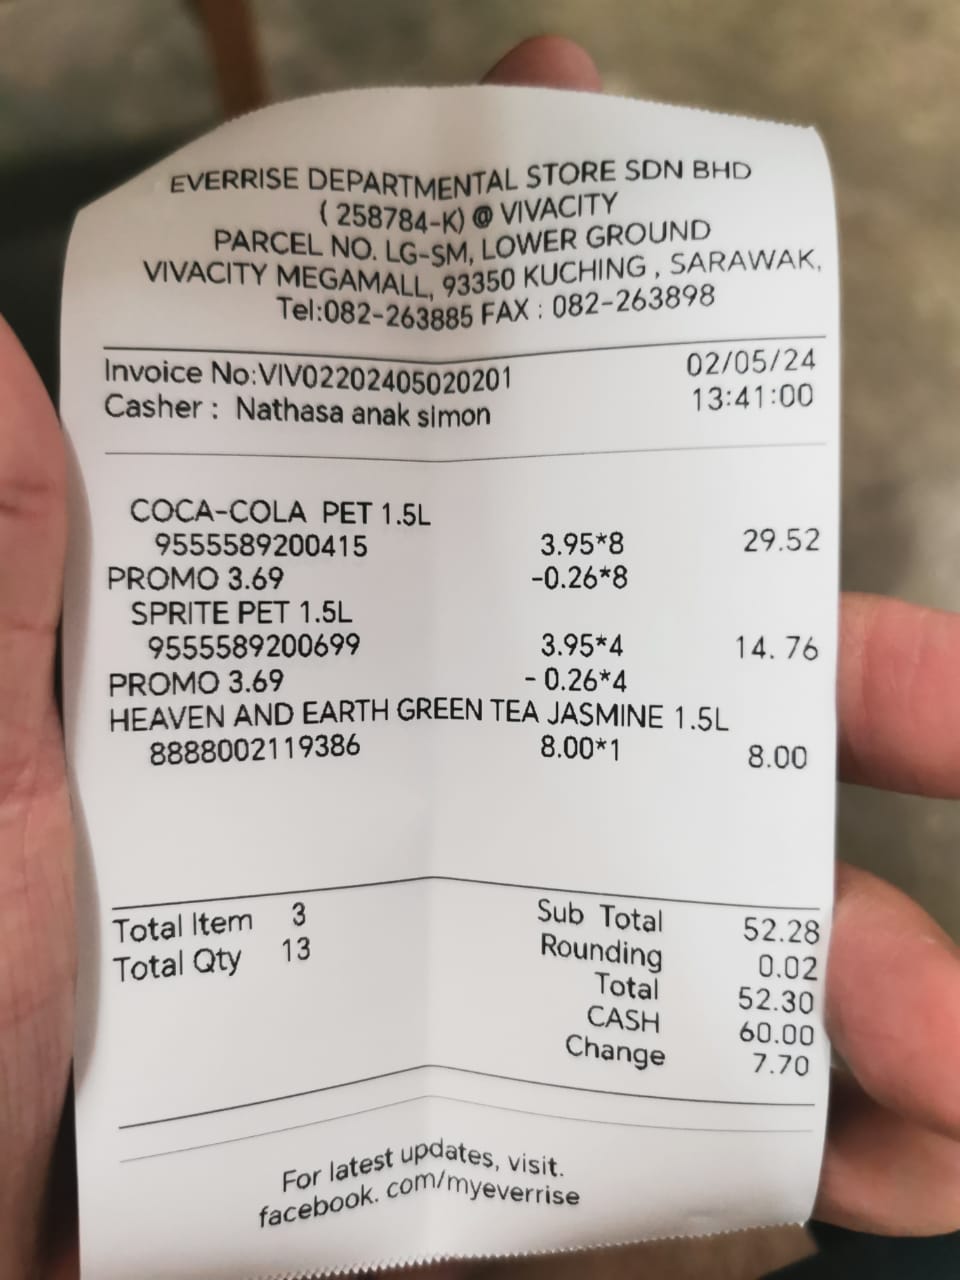 EVERRISE DEPARTMENTAL STORE SDN BHD
( 258784-K) @ VIVACITY
PARCEL NO. LG-SM, LOWER GROUND
VIVACITY MEGAMALL, 93350 KUCHING , SARAWAK,
Tel:082-263885 FAX : 082-263898
Invoice No:VIV02202405020201 02/05/24
Casher : Nathasa anak simon 13:41:00
COCA-COLA PET 1.5L
9555589200415 3.95*8 29.52
PROMO 3.69 -0.26*8
SPRITE PET 1.5L
9555589200699 3.95*4 14. 76
PROMO 3.69 - 0.26*4
HEAVEN AND EARTH GREEN TEA JASMINE 1.5L
8888002119386 8.00*1 8.00
Total Item 3 Sub Total 52.28
Total Qty 13 Rounding 0.02
Total 52.30
CASH 60.00
Change 7.70
For latest updates, visit.
facebook. com/myeverrise